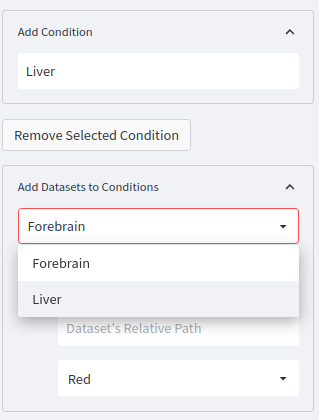 Add Condition
Liver
Remove Selected Condition
Add Datasets to Conditions
Forebrain
Forebrain
Liver
Dataset's Relative Path
Red